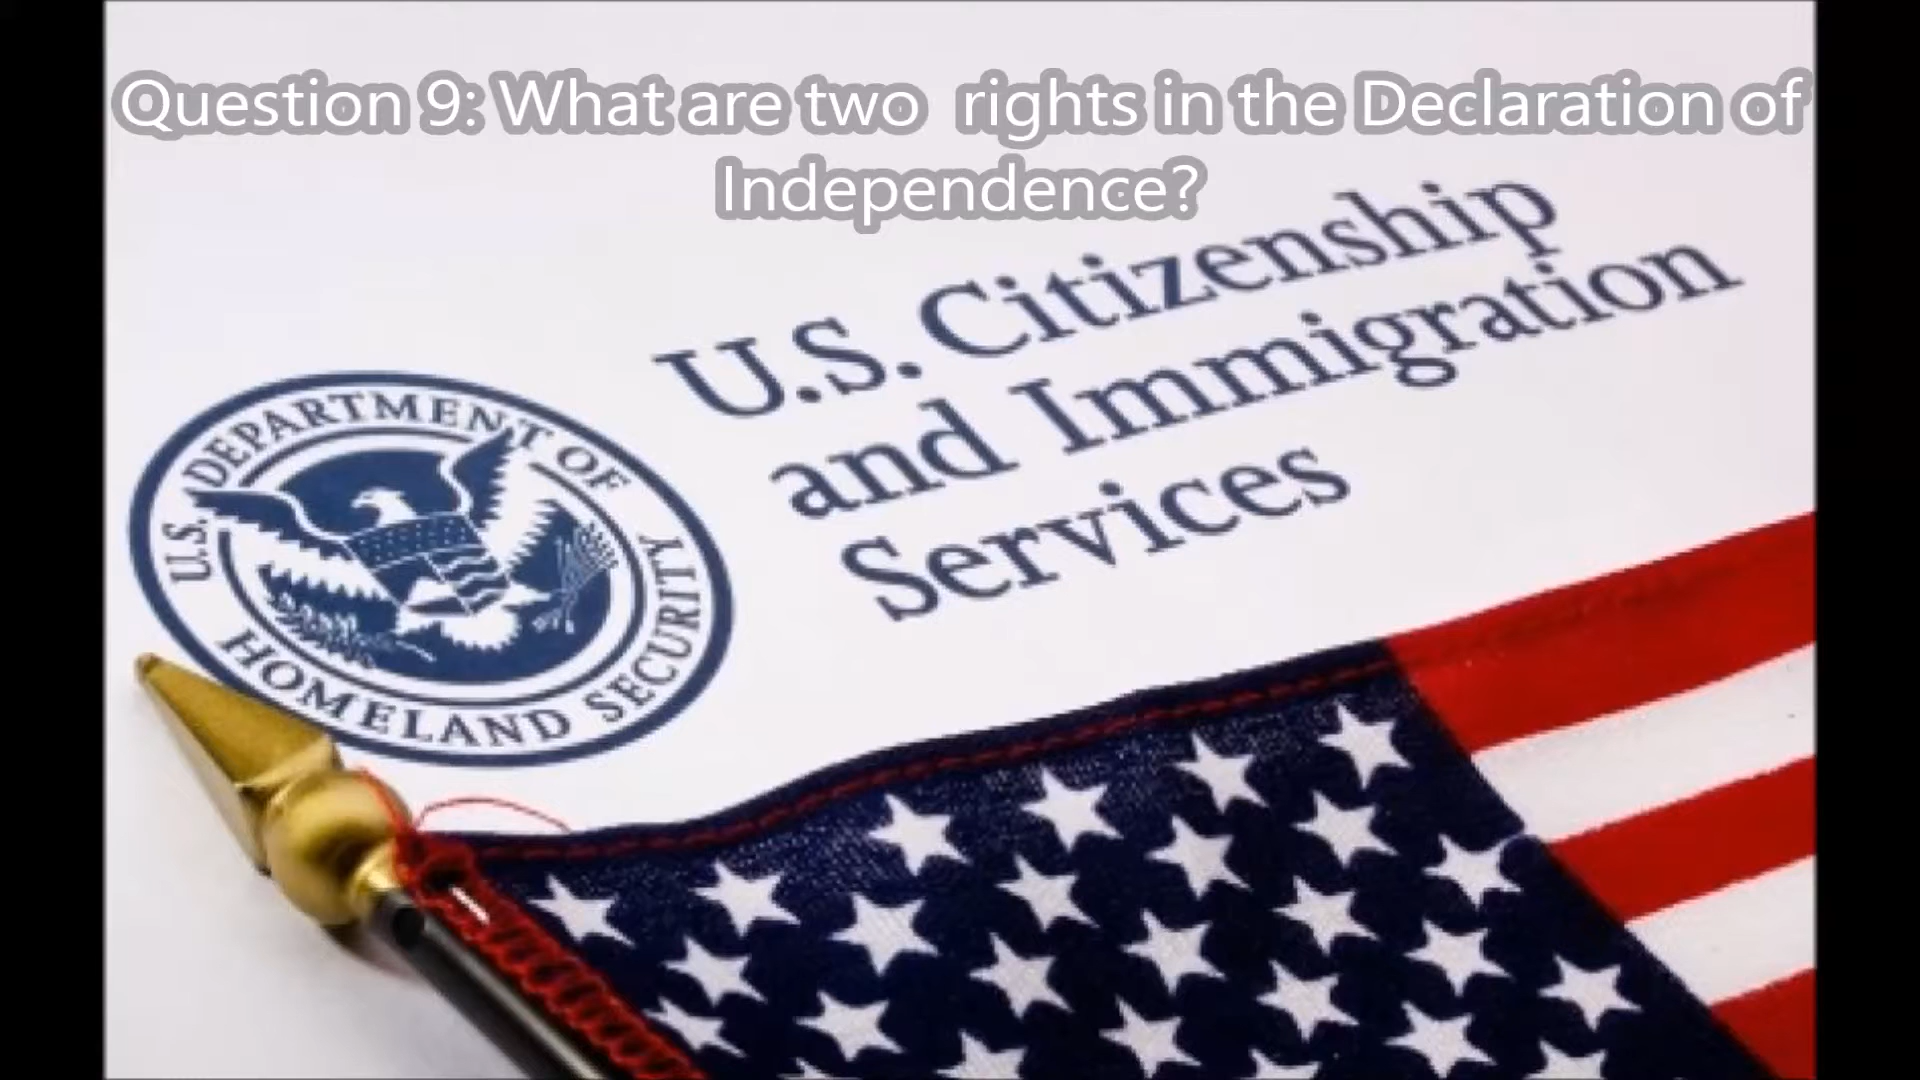 Question 9: What are two  rights in the Declaration of
Independence?
U.S. Citizenship
and Immigration
Services
U.S. DEPARTMENT OF
HOMELAND SECURITY